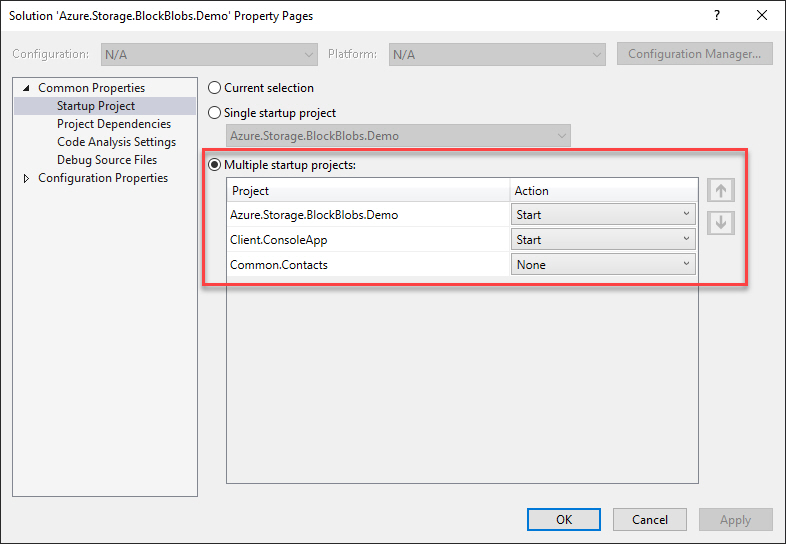 Solution 'Azure.Storage.BlockBlobs.Demo' Property Pages
Configuration: N/A Platform: N/A Configuration Manager...
Common Properties
Startup Project
Project Dependencies
Code Analysis Settings
Debug Source Files
Configuration Properties
Current selection
Single startup project
Azure.Storage.BlockBlobs.Demo
Multiple startup projects:
Project Action
Azure.Storage.BlockBlobs.Demo Start
Client.ConsoleApp Start
Common.Contacts None
OK Cancel Apply